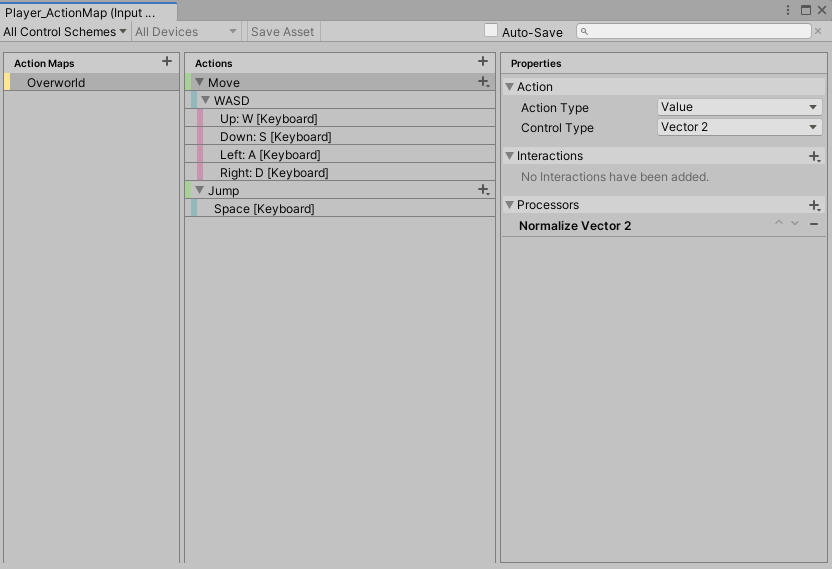 Player_ActionMap (Input ...
All Control Schemes All Devices Save Asset Auto-Save
Action Maps
Overworld
Actions
Move
WASD
Up: W [Keyboard]
Down: S [Keyboard]
Left: A [Keyboard]
Right: D [Keyboard]
Jump
Space [Keyboard]
Properties
Action
Action Type Value
Control Type Vector 2
Interactions
No Interactions have been added.
Processors
Normalize Vector 2